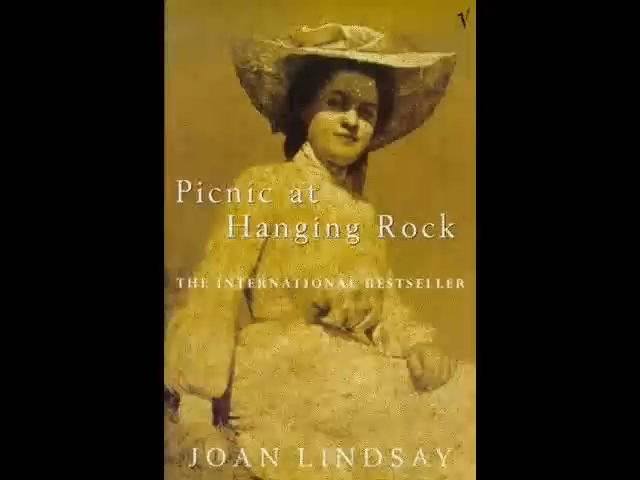 V
Picnic at
Hanging Rock
THE INTERNATIONAL BESTSELLER
JOAN LINDSAY